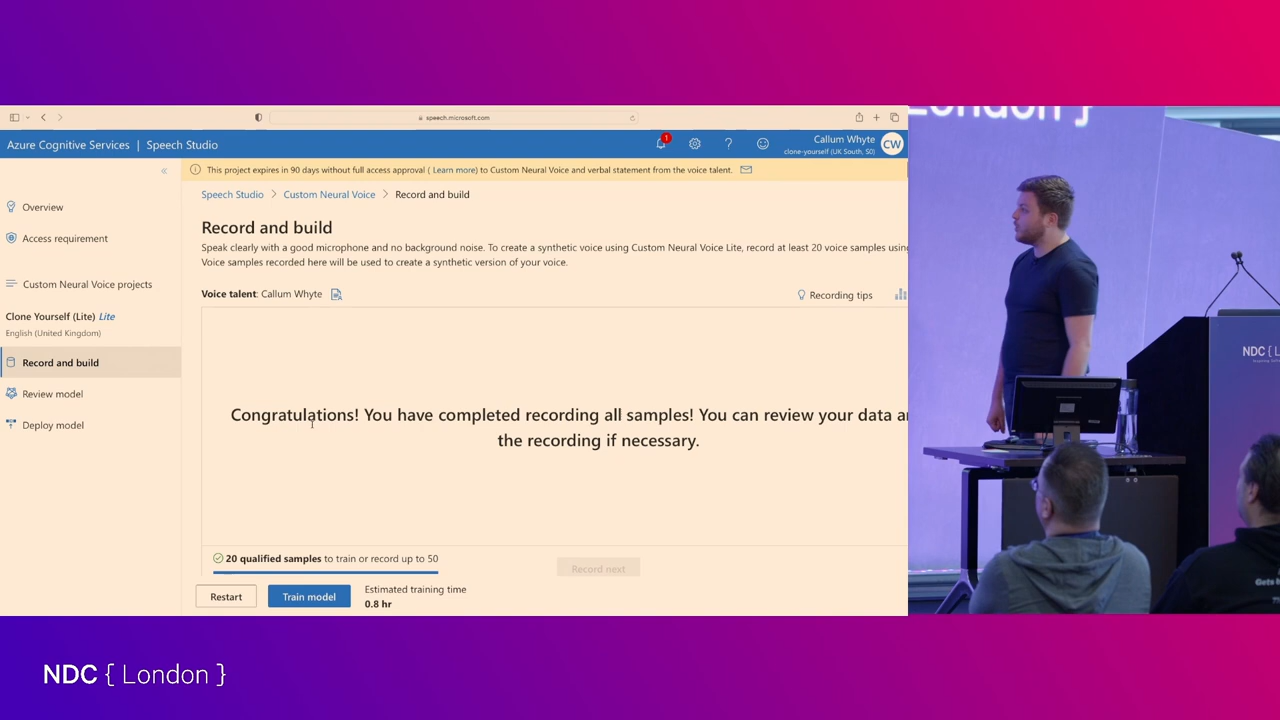 speech.microsoft.com
Azure Cognitive Services | Speech Studio
1
Callum Whyte
clone-yourself (UK South, S0)
CW
This project expires in 90 days without full access approval ( Learn more) to Custom Neural Voice and verbal statement from the voice talent.
Overview
Access requirement
Custom Neural Voice projects
Clone Yourself (Lite) Lite
English (United Kingdom)
Record and build
Review model
Deploy model
Speech Studio > Custom Neural Voice > Record and build
Record and build
Speak clearly with a good microphone and no background noise. To create a synthetic voice using Custom Neural Voice Lite, record at least 20 voice samples
Voice samples recorded here will be used to create a synthetic version of your voice.
Voice talent: Callum Whyte
Recording tips
Congratulations! You have completed recording all samples! You can review your data
the recording if necessary.
20 qualified samples to train or record up to 50
Record next
Restart
Train model
Estimated training time
0.8 hr
London }
NDC {
NDC { London }